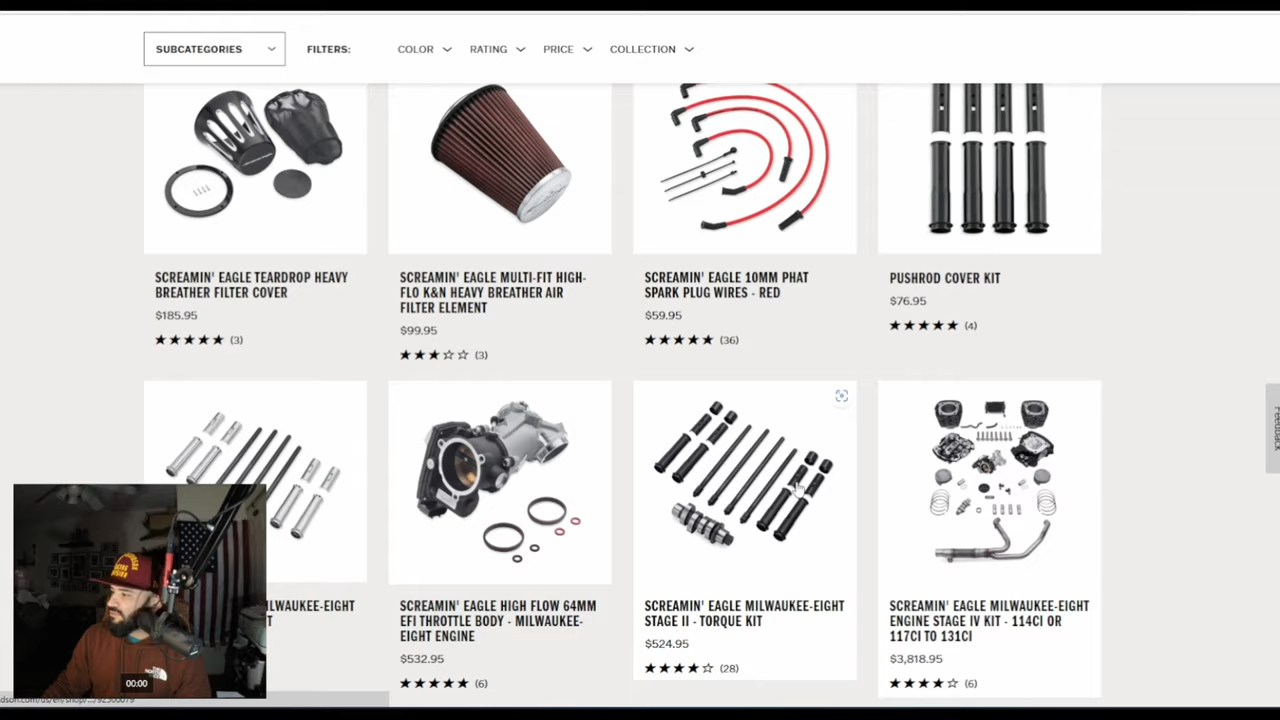 SUBCATEGORIES
FILTERS:
COLOR
RATING
PRICE
COLLECTION
SCREAMIN' EAGLE TEARDROP HEAVY
BREATHER FILTER COVER
$185.95
(3)
SCREAMIN' EAGLE MULTI-FIT HIGH-
FLO K&N HEAVY BREATHER AIR
FILTER ELEMENT
$99.95
(3)
SCREAMIN' EAGLE 10MM PHAT
SPARK PLUG WIRES - RED
$59.95
(36)
PUSHROD COVER KIT
$76.95
(4)
ILWAUKEE-EIGHT
T
SCREAMIN' EAGLE HIGH FLOW 64MM
EFI THROTTLE BODY - MILWAUKEE-
EIGHT ENGINE
$532.95
(6)
SCREAMIN' EAGLE MILWAUKEE-EIGHT
STAGE II - TORQUE KIT
$524.95
(28)
SCREAMIN' EAGLE MILWAUKEE-EIGHT
ENGINE STAGE IV KIT - 114CI OR
117CI TO 131CI
$3,818.95
(6)
Feedback
00:00